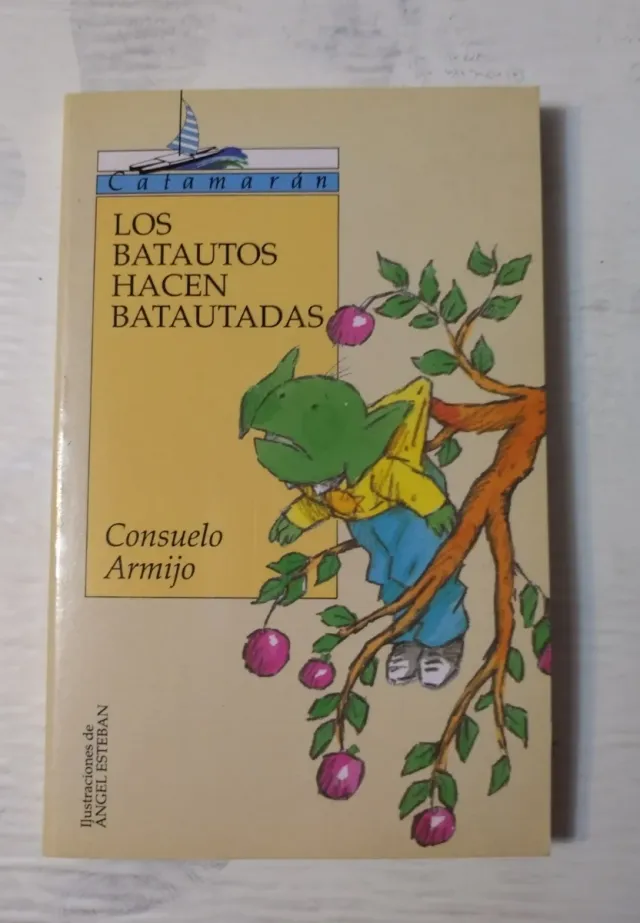 Catamarán
LOS
BATAUTOS
HACEN
BATAUTADAS
Consuelo
Armijo
Ilustraciones de
ÁNGEL ESTEBAN